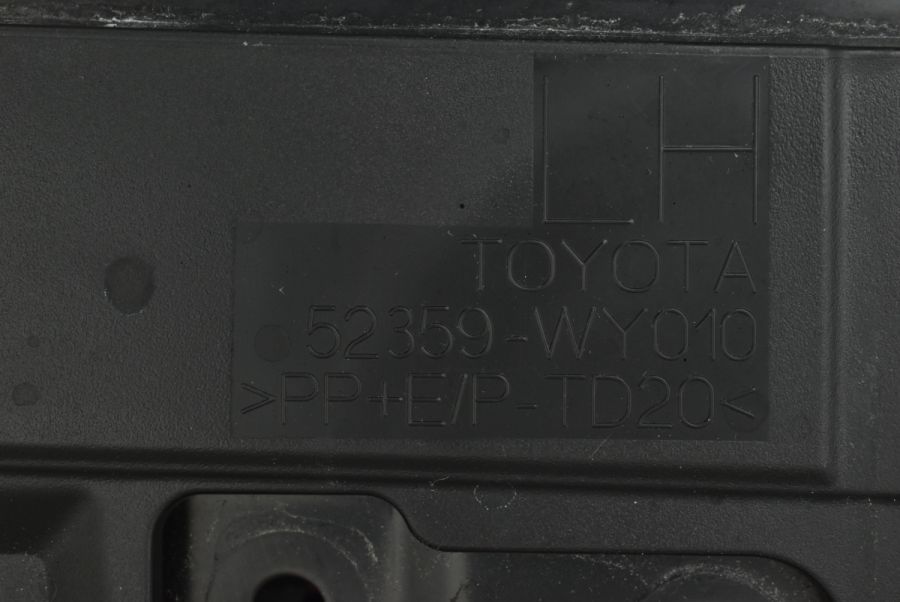 LH
TOYOTA
52359-WY010
>PP+E/P-TD20<